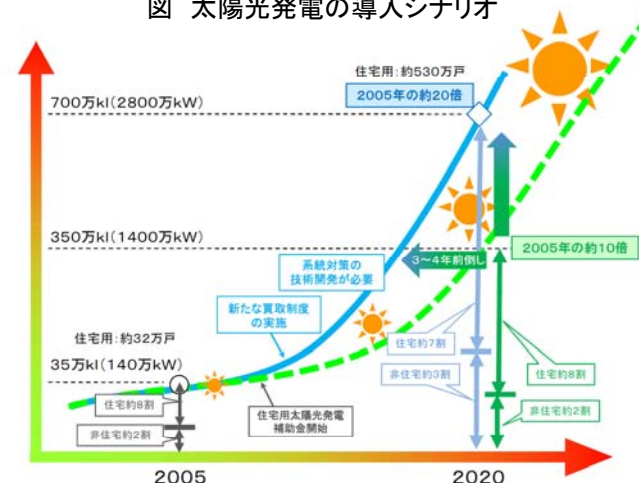 図 太陽光発電の導入シナリオ
住宅用：約530万戸
2005年の約20倍
700万kl（2800万kW）
350万kl（1400万kW）
2005年の約10倍
3～4年前倒し
系統対策の
技術開発が必要
新たな買取制度
の実施
住宅用：約32万戸
35万kl（140万kW）
住宅約7割
住宅約8割
非住宅約3割
住宅約8割
住宅用太陽光発電
補助金開始
非住宅約2割
非住宅約2割
2005
2020